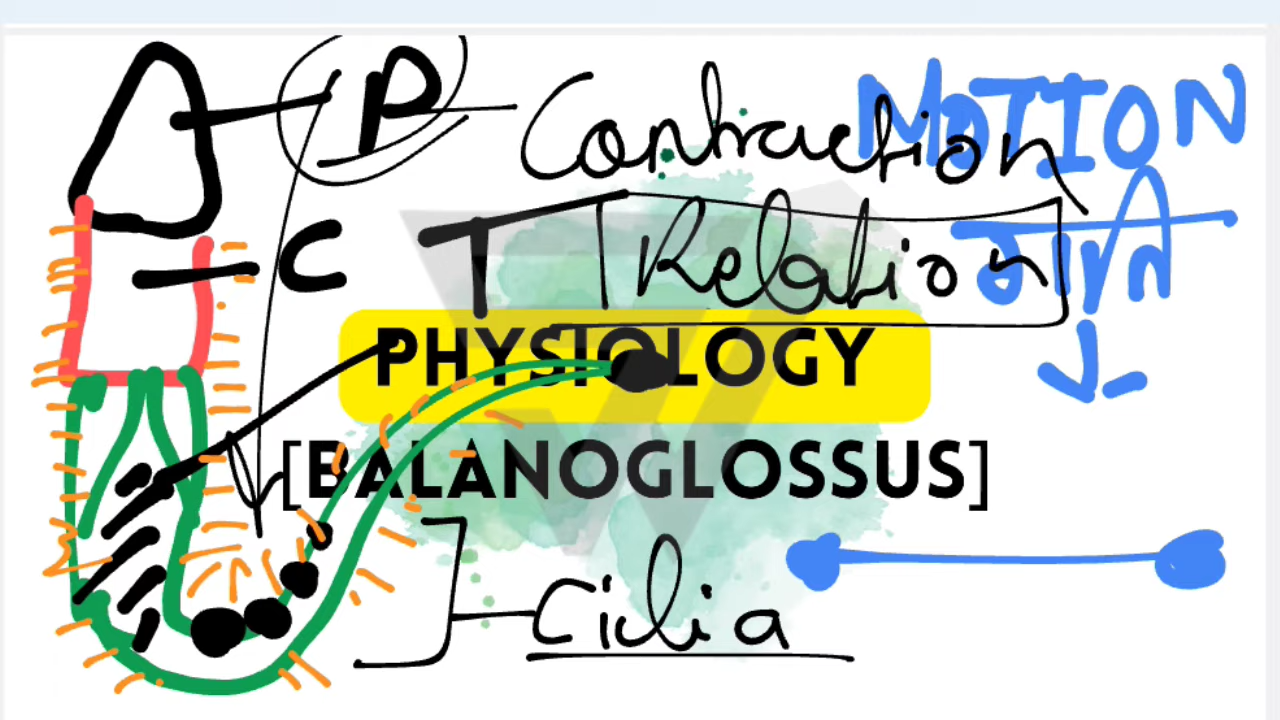 P Contraction MOTION
C T Relation गति
PHYSIOLOGY
[BALANOGLOSSUS]
Cilia